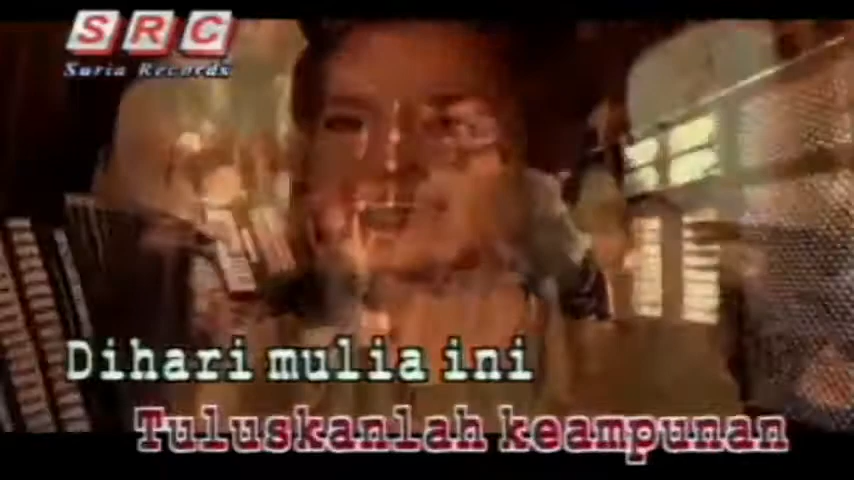 SRC
Suria Records
Dihari mulia ini
Tuluskanlah keampunan